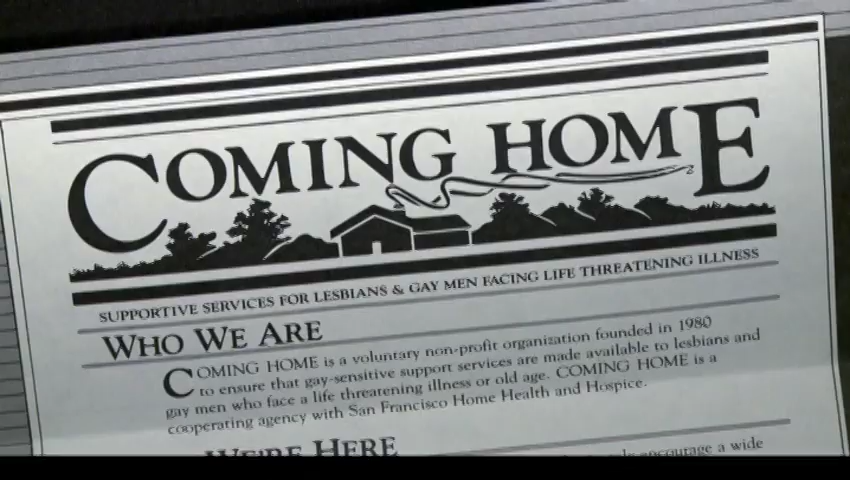 COMING HOME
SUPPORTIVE SERVICES FOR LESBIANS & GAY MEN FACING LIFE THREATENING ILLNESS
WHO WE ARE
COMING HOME is a voluntary non-profit organization founded in 1980
to ensure that gay-sensitive support services are made available to lesbians and
gay men who face a life threatening illness or old age. COMING HOME is a
cooperating agency with San Francisco Home Health and Hospice.
WE'RE HERE
encourage a wide